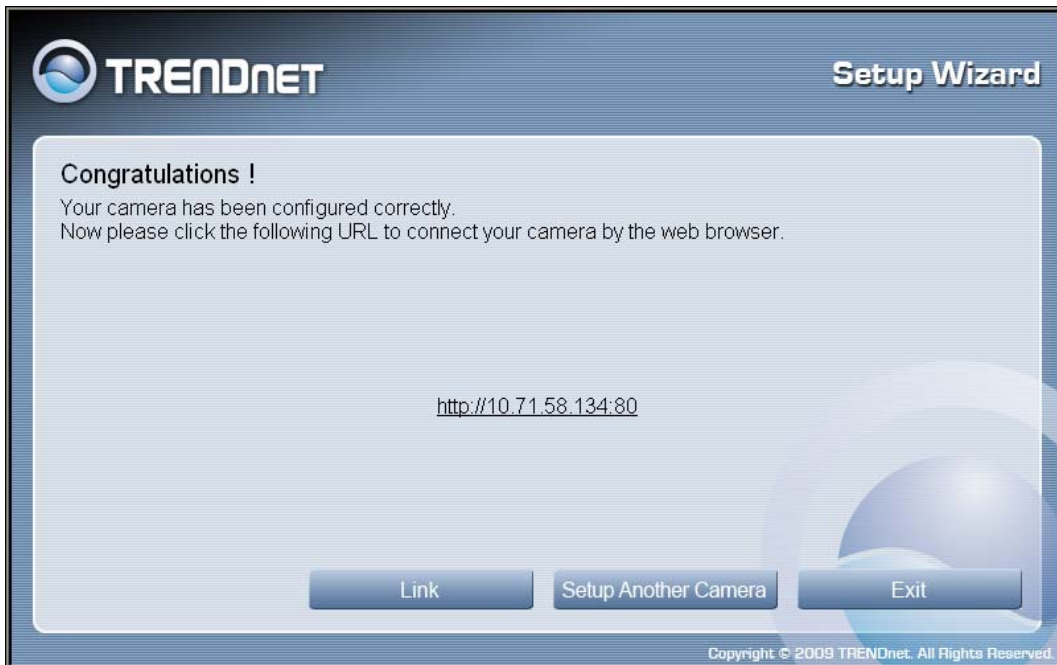 TRENDNET
Setup Wizard
Congratulations !
Your camera has been configured correctly.
Now please click the following URL to connect your camera by the web browser.
http://10.71.58.134:80
Link
Setup Another Camera
Exit
Copyright © 2009 TRENDnet. All Rights Reserved.